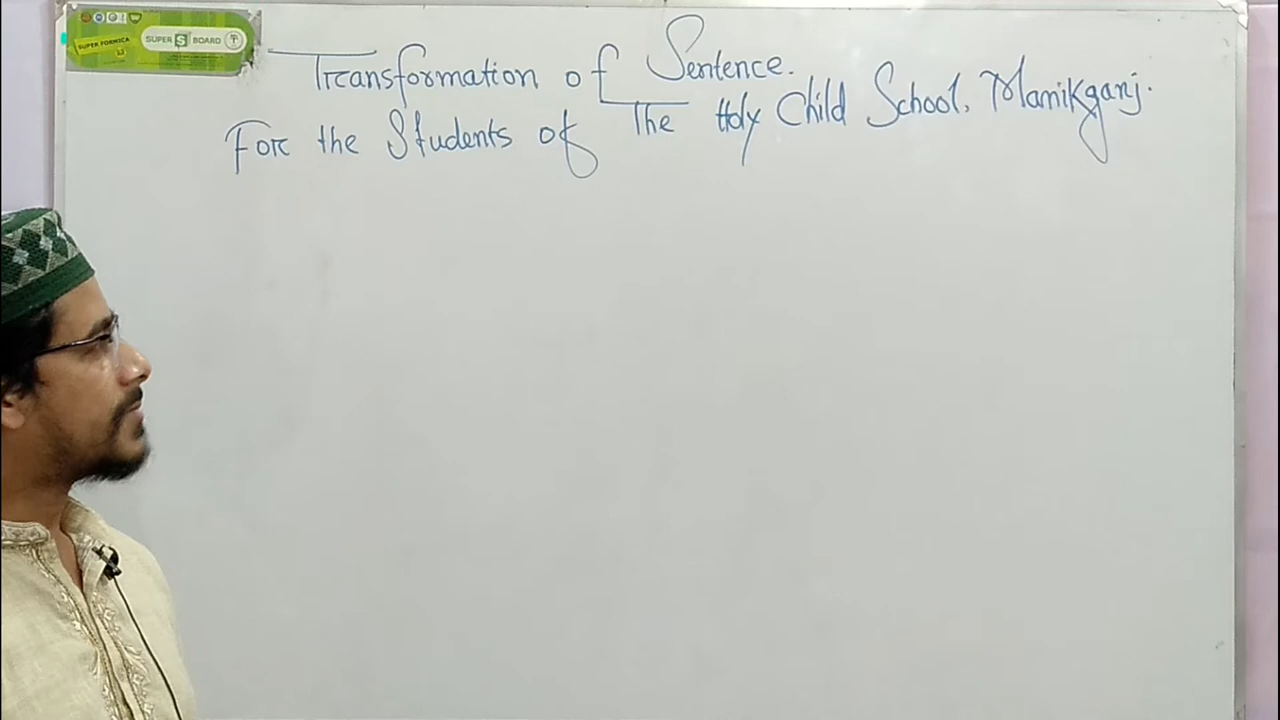 SUPER FORMICA
SUPER S BOARD
Transformation of Sentence.
For the Students of The Holy Child School, Manikganj.